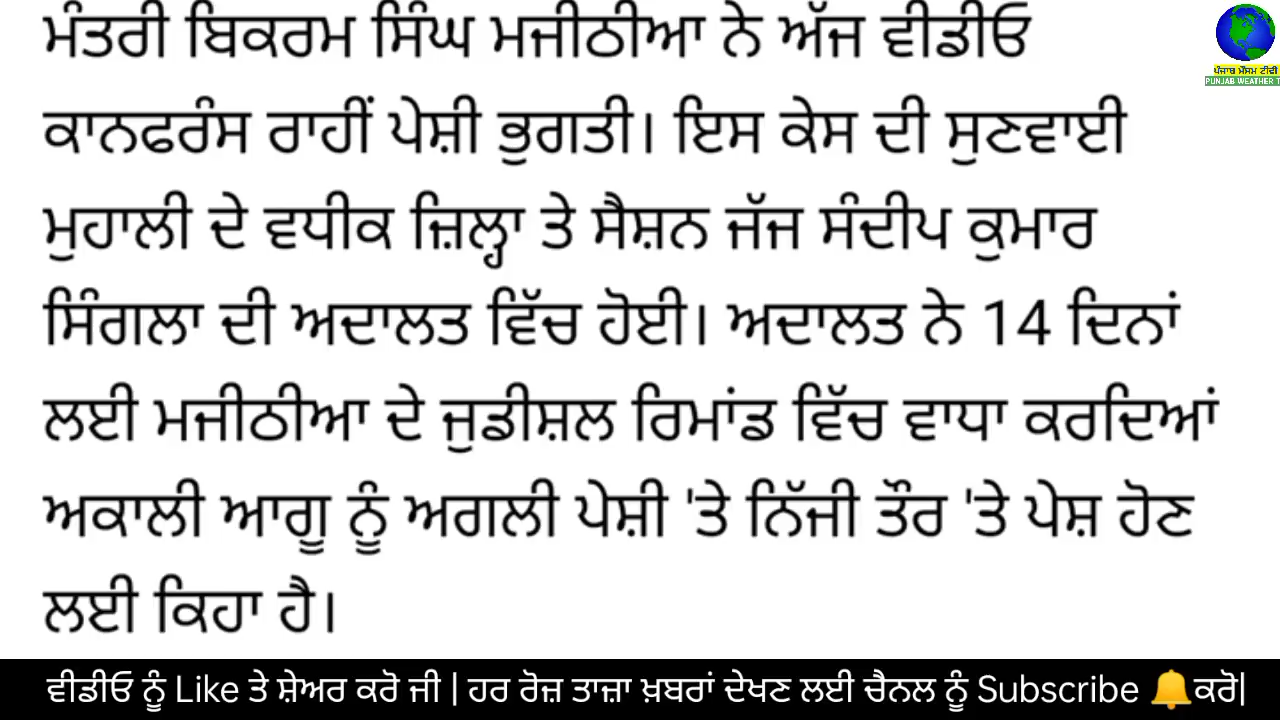 ਮੰਤਰੀ ਬਿਕਰਮ ਸਿੰਘ ਮਜੀਠੀਆ ਨੇ ਅੱਜ ਵੀਡੀਓ
ਕਾਨਫਰੰਸ ਰਾਹੀਂ ਪੇਸ਼ੀ ਭੁਗਤੀ। ਇਸ ਕੇਸ ਦੀ ਸੁਣਵਾਈ
ਮੁਹਾਲੀ ਦੇ ਵਧੀਕ ਜ਼ਿਲ੍ਹਾ ਤੇ ਸੈਸ਼ਨ ਜੱਜ ਸੰਦੀਪ ਕੁਮਾਰ
ਸਿੰਗਲਾ ਦੀ ਅਦਾਲਤ ਵਿੱਚ ਹੋਈ। ਅਦਾਲਤ ਨੇ 14 ਦਿਨਾਂ
ਲਈ ਮਜੀਠੀਆ ਦੇ ਜੁਡੀਸ਼ਲ ਰਿਮਾਂਡ ਵਿੱਚ ਵਾਧਾ ਕਰਦਿਆਂ
ਅਕਾਲੀ ਆਗੂ ਨੂੰ ਅਗਲੀ ਪੇਸ਼ੀ 'ਤੇ ਨਿੱਜੀ ਤੌਰ 'ਤੇ ਪੇਸ਼ ਹੋਣ
ਲਈ ਕਿਹਾ ਹੈ।
ਪੰਜਾਬ ਮੌਸਮ ਟੀਵੀ
PUNJAB WEATHER T
ਵੀਡੀਓ ਨੂੰ Like ਤੇ ਸ਼ੇਅਰ ਕਰੋ ਜੀ | ਹਰ ਰੋਜ਼ ਤਾਜ਼ਾ ਖ਼ਬਰਾਂ ਦੇਖਣ ਲਈ ਚੈਨਲ ਨੂੰ Subscribe 🔔ਕਰੋ|